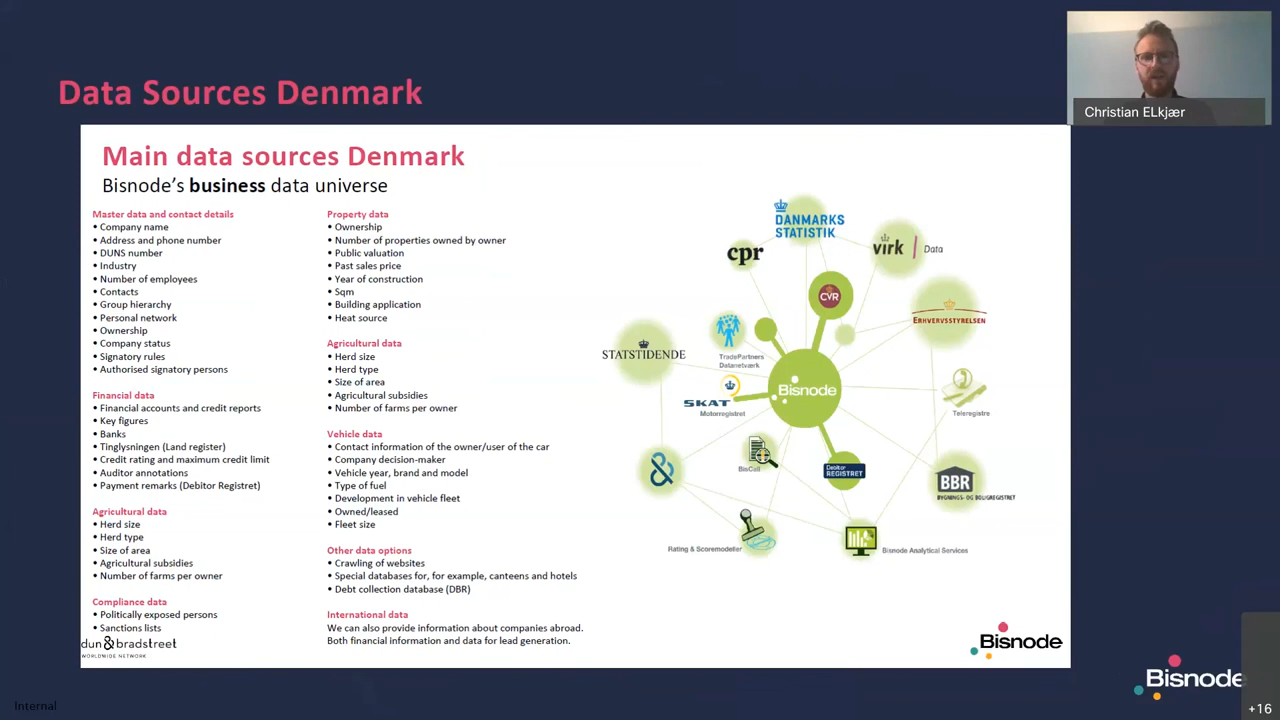 Data Sources Denmark
Christian ELkjær
Main data sources Denmark
Bisnode's business data universe
Master data and contact details
• Company name
• Address and phone number
• DUNS number
• Industry
• Number of employees
• Contacts
• Group hierarchy
• Personal network
• Ownership
• Company status
• Signatory rules
• Authorised signatory persons
Financial data
• Financial accounts and credit reports
• Key figures
• Banks
• Tinglysningen (Land register)
• Credit rating and maximum credit limit
• Auditor annotations
• Payment remarks (Debitor Registret)
Agricultural data
• Herd size
• Herd type
• Size of area
• Agricultural subsidies
• Number of farms per owner
Compliance data
• Politically exposed persons
• Sanctions lists
dun & bradstreet
WORLDWIDE NETWORK
Property data
• Ownership
• Number of properties owned by owner
• Public valuation
• Past sales price
• Year of construction
• Sqm
• Building application
• Heat source
Agricultural data
• Herd size
• Herd type
• Size of area
• Agricultural subsidies
• Number of farms per owner
Vehicle data
• Contact information of the owner/user of the car
• Company decision-maker
• Vehicle year, brand and model
• Type of fuel
• Development in vehicle fleet
• Owned/leased
• Fleet size
Other data options
• Crawling of websites
• Special databases for, for example, canteens and hotels
• Debt collection database (DBR)
International data
We can also provide information about companies abroad.
Both financial information and data for lead generation.
DANMARKS
STATISTIK
cpr
virk | Data
CVR
ERHVERVSSTYRELSEN
STATSTIDENDE
TradePartners
Datanetværk
Bisnode
SKAT
Motorregistret
Teleregistre
&
BisCall
Debitor
REGISTRET
BBR
BYGNINGS- OG BOLIGREGISTRET
Rating & Scoremodeller
Bisnode Analytical Services
Bisnode
Bisnode
Internal
+16